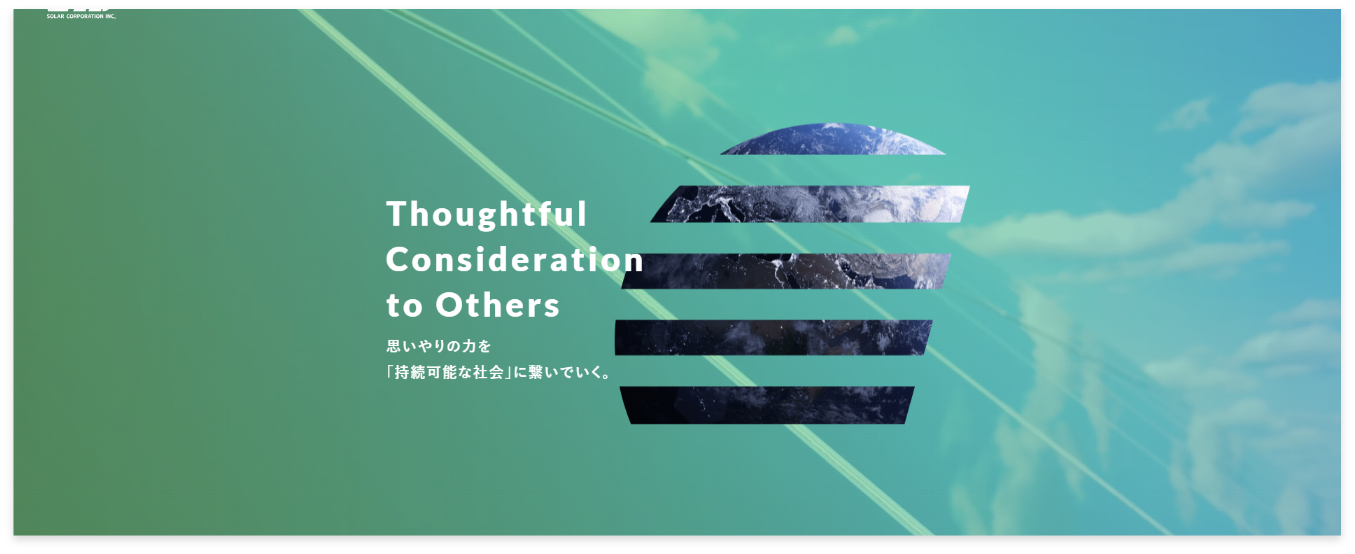 SOLAR CORPORATION INC.
Thoughtful
Consideration
to Others
思いやりの力を
「持続可能な社会」に繋いでいく。